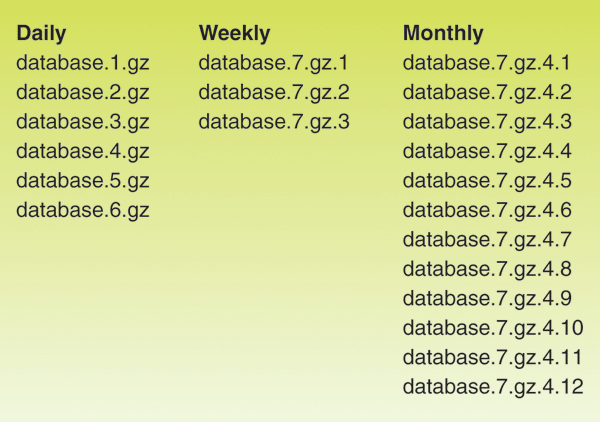 Daily Weekly Monthly
database.1.gz database.7.gz.1 database.7.gz.4.1
database.2.gz database.7.gz.2 database.7.gz.4.2
database.3.gz database.7.gz.3 database.7.gz.4.3
database.4.gz database.7.gz.4.4
database.5.gz database.7.gz.4.5
database.6.gz database.7.gz.4.6
database.7.gz.4.7
database.7.gz.4.8
database.7.gz.4.9
database.7.gz.4.10
database.7.gz.4.11
database.7.gz.4.12